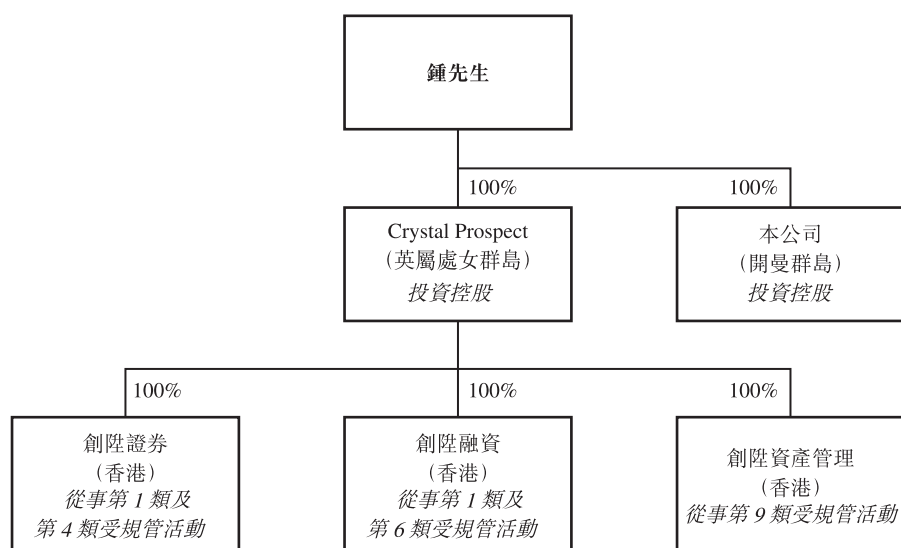 鍾先生
100%
100%
Crystal Prospect
（英屬處女群島）
投資控股
本公司
（開曼群島）
投資控股
100%
100%
100%
創陞證券
（香港）
從事第 1 類及
第 4 類受規管活動
創陞融資
（香港）
從事第 1 類及
第 6 類受規管活動
創陞資產管理
（香港）
從事第 9 類受規管活動